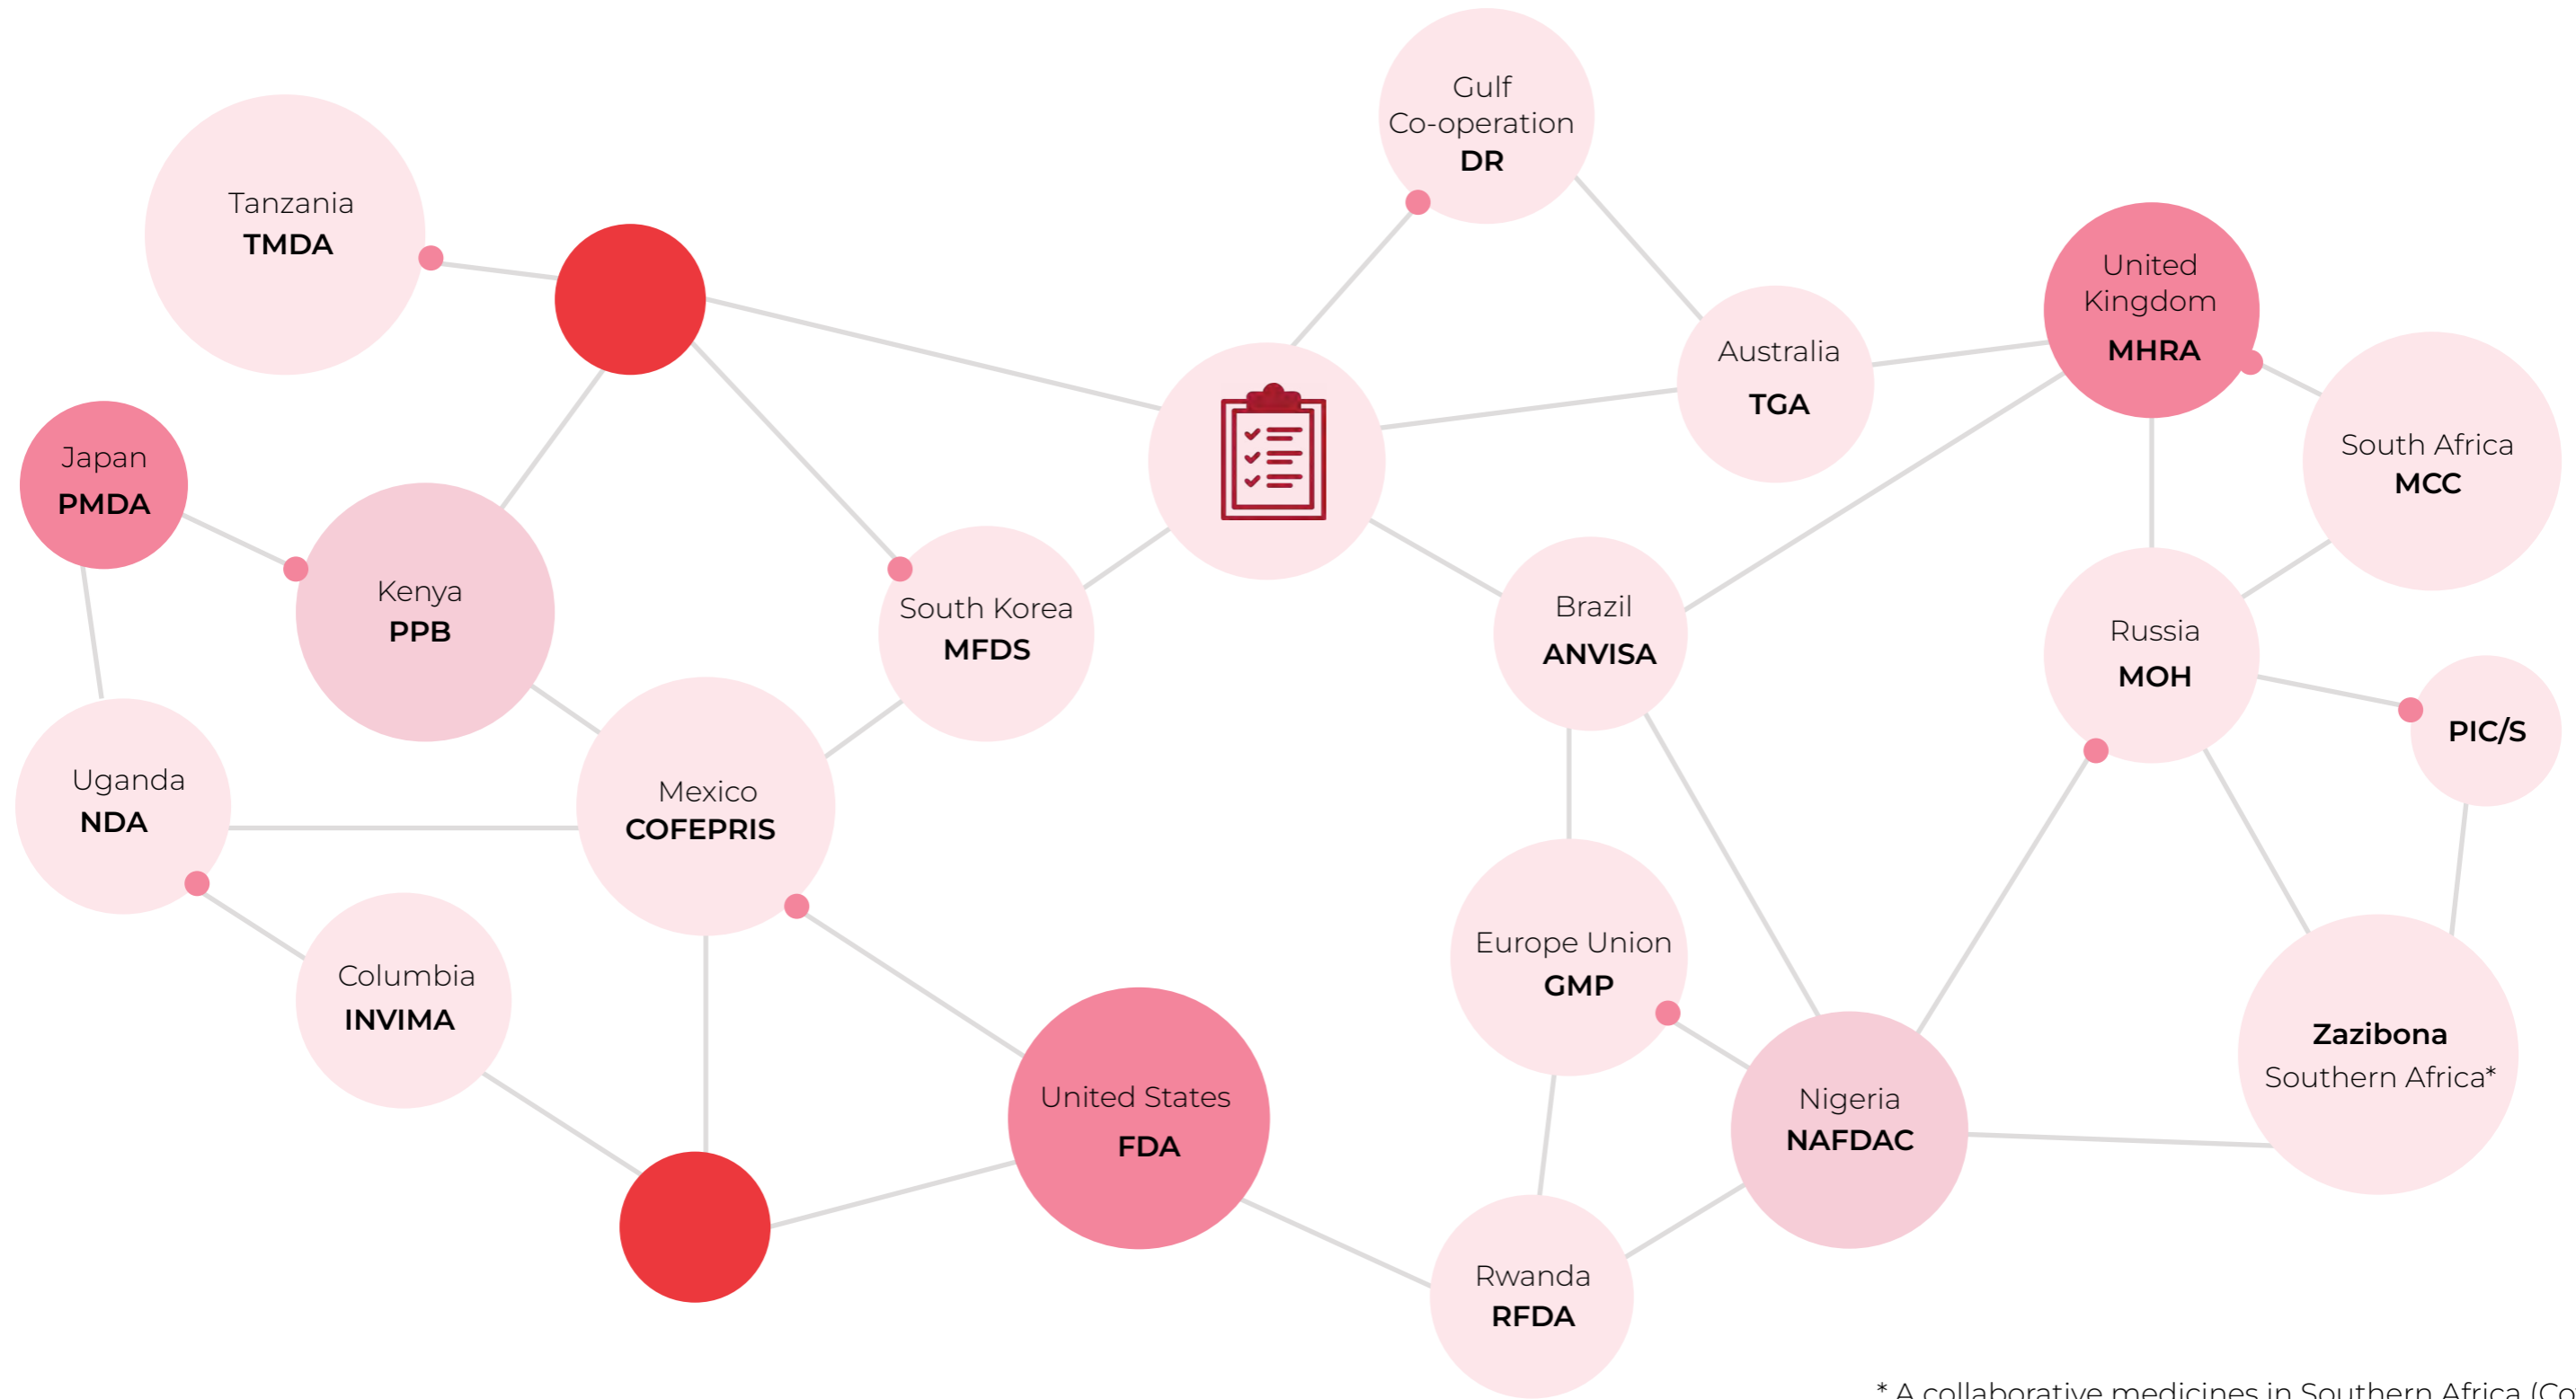 Gulf
Co-operation
DR
Tanzania
TMDA
United
Kingdom
MHRA
Australia
TGA
Japan
PMDA
South Africa
MCC
Kenya
PPB
South Korea
MFDS
Brazil
ANVISA
Russia
MOH
PIC/S
Uganda
NDA
Mexico
COFEPRIS
Europe Union
GMP
Columbia
INVIMA
Zazibona
Southern Africa*
United States
FDA
Nigeria
NAFDAC
Rwanda
RFDA
* A collaborative medicines in Southern Africa (Co